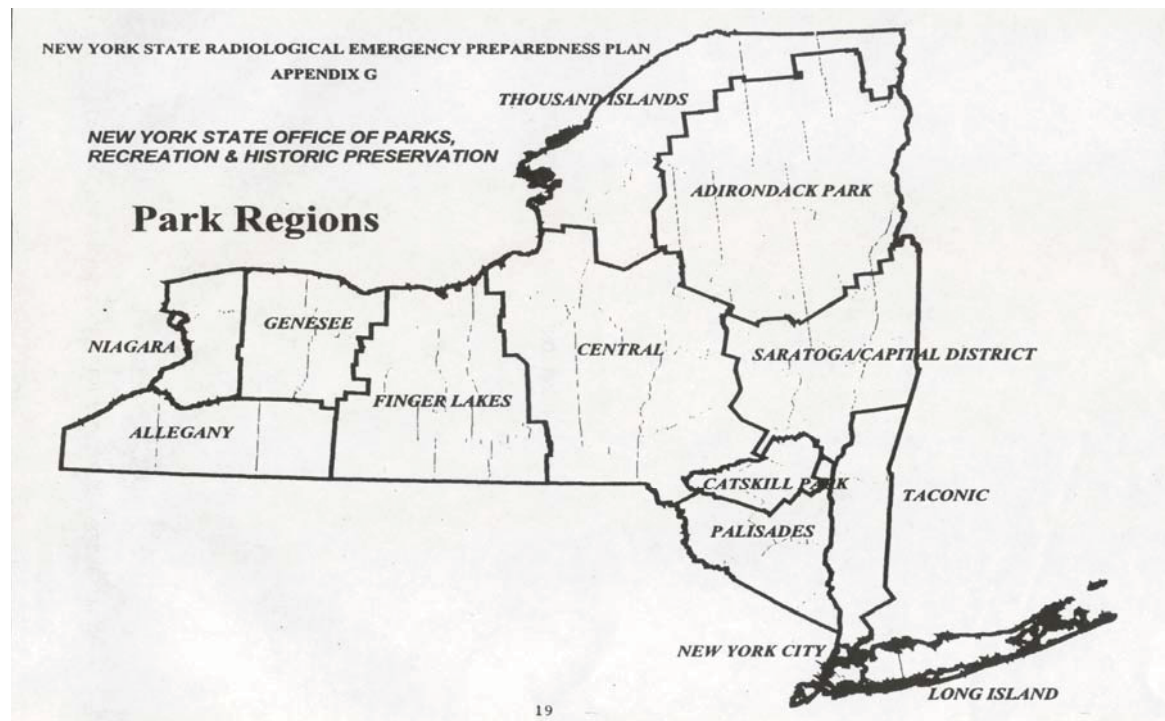 NEW YORK STATE RADIOLOGICAL EMERGENCY PREPAREDNESS PLAN
APPENDIX G
NEW YORK STATE OFFICE OF PARKS,
RECREATION & HISTORIC PRESERVATION
Park Regions
THOUSAND ISLANDS
ADIRONDACK PARK
NIAGARA
GENESEE
FINGER LAKES
CENTRAL
SARATOGA/CAPITAL DISTRICT
ALLEGANY
CATSKILL PARK
TACONIC
PALISADES
NEW YORK CITY
LONG ISLAND
19